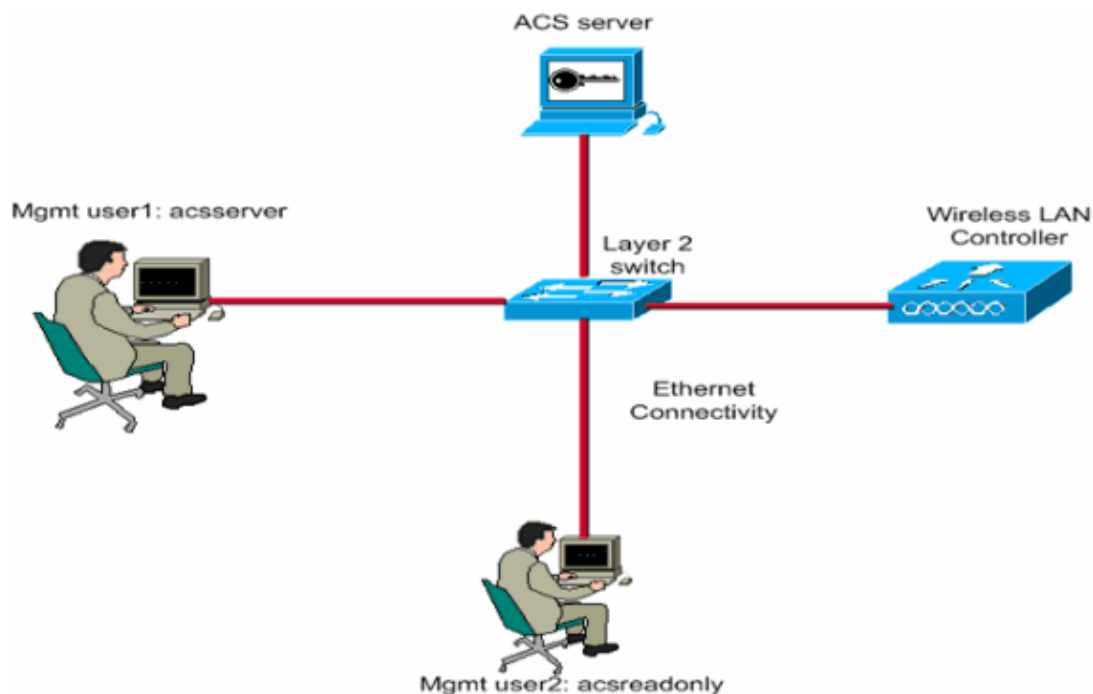 ACS server
Mgmt user1: acsserver
Wireless LAN
Controller
Layer 2
switch
Ethernet
Connectivity
Mgmt user2: acsreadonly